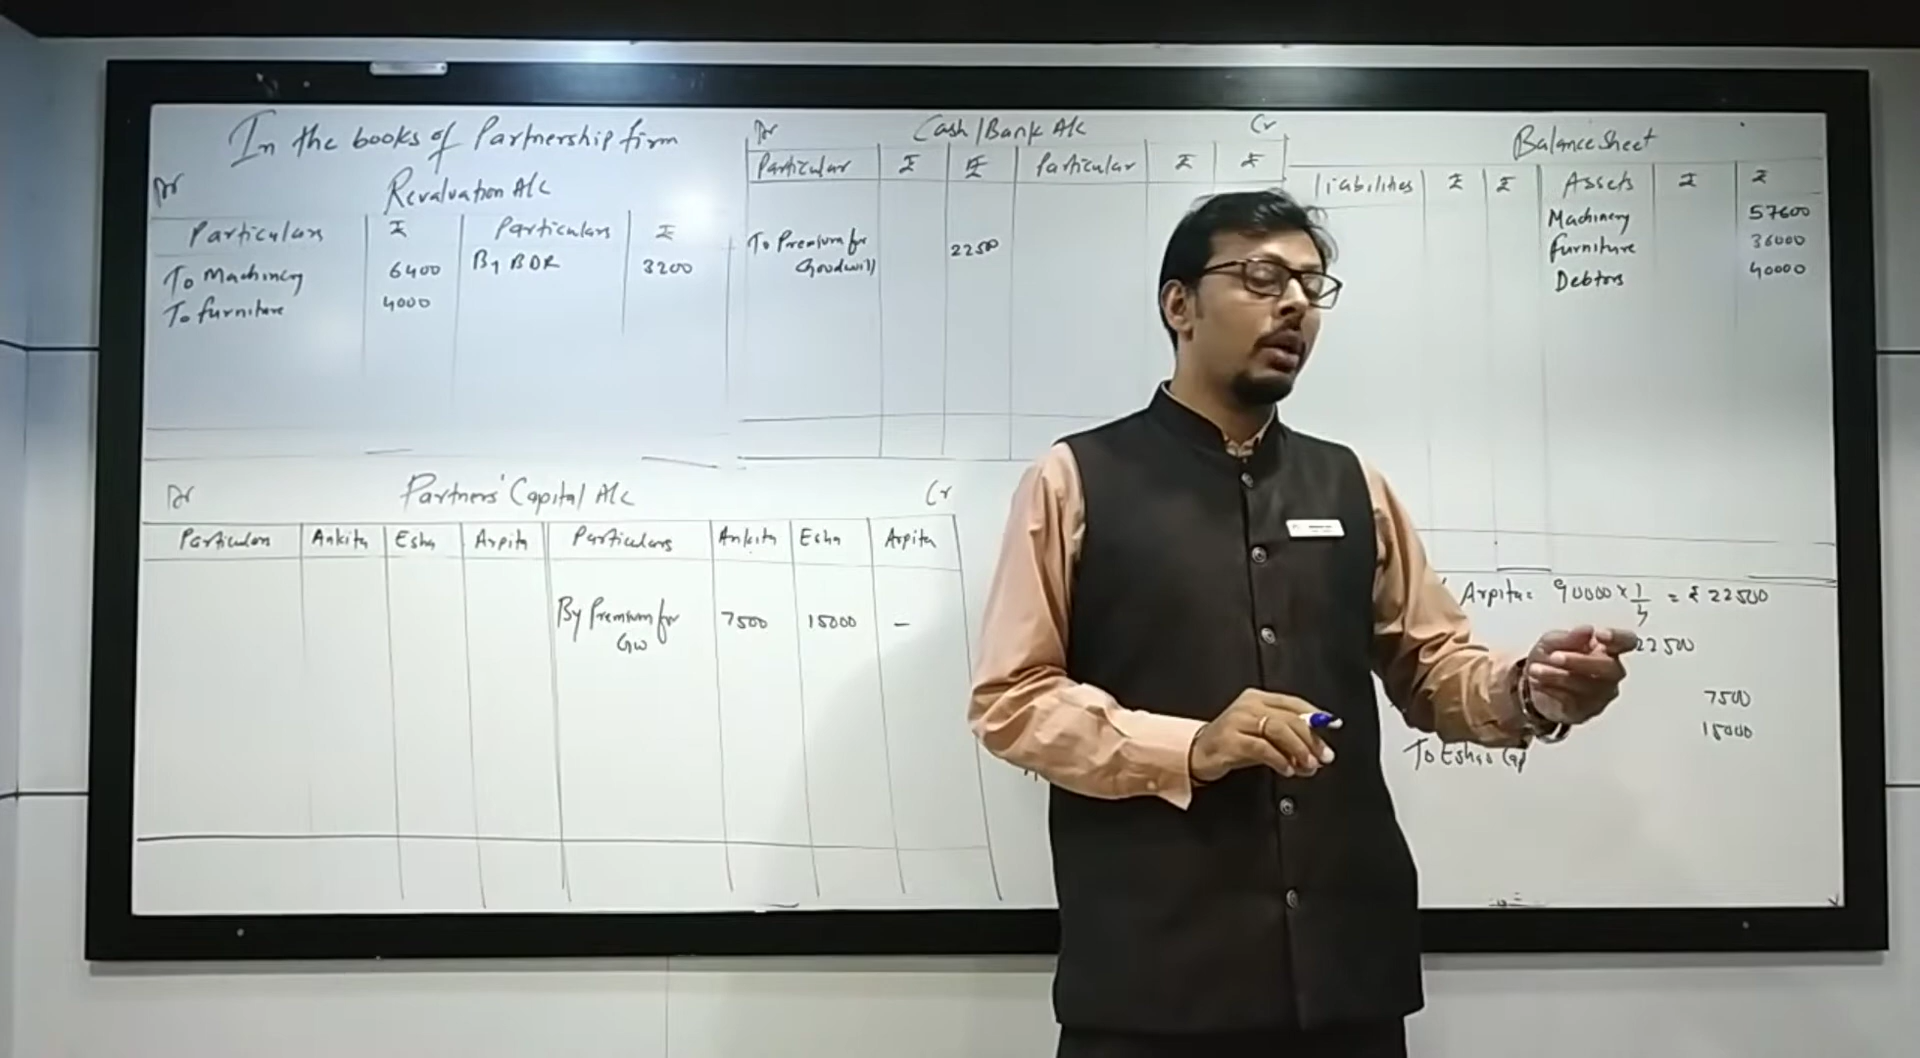 In the books of Partnership firm
Dr
Revaluation A/c
Particulars ₹ Particulars ₹
To Machinery 6400 By BDR 3200
To furniture 4000
Dr Cash/Bank A/c Cr
Particular ₹ ₹ Particular ₹ ₹
To Premium for
Goodwill 22500
Balance Sheet
Liabilities ₹ ₹ Assets ₹ ₹
Machinery 57600
furniture 36000
Debtors 40000
Dr Partners' Capital A/c Cr
Particulars Ankita Esha Arpita Particulars Ankita Esha Arpita
By Premium for 7500 15000 -
GW
Arpita = 90000 x 1/4 = ₹ 22500
22500
7500
15000
To Esha's Cap